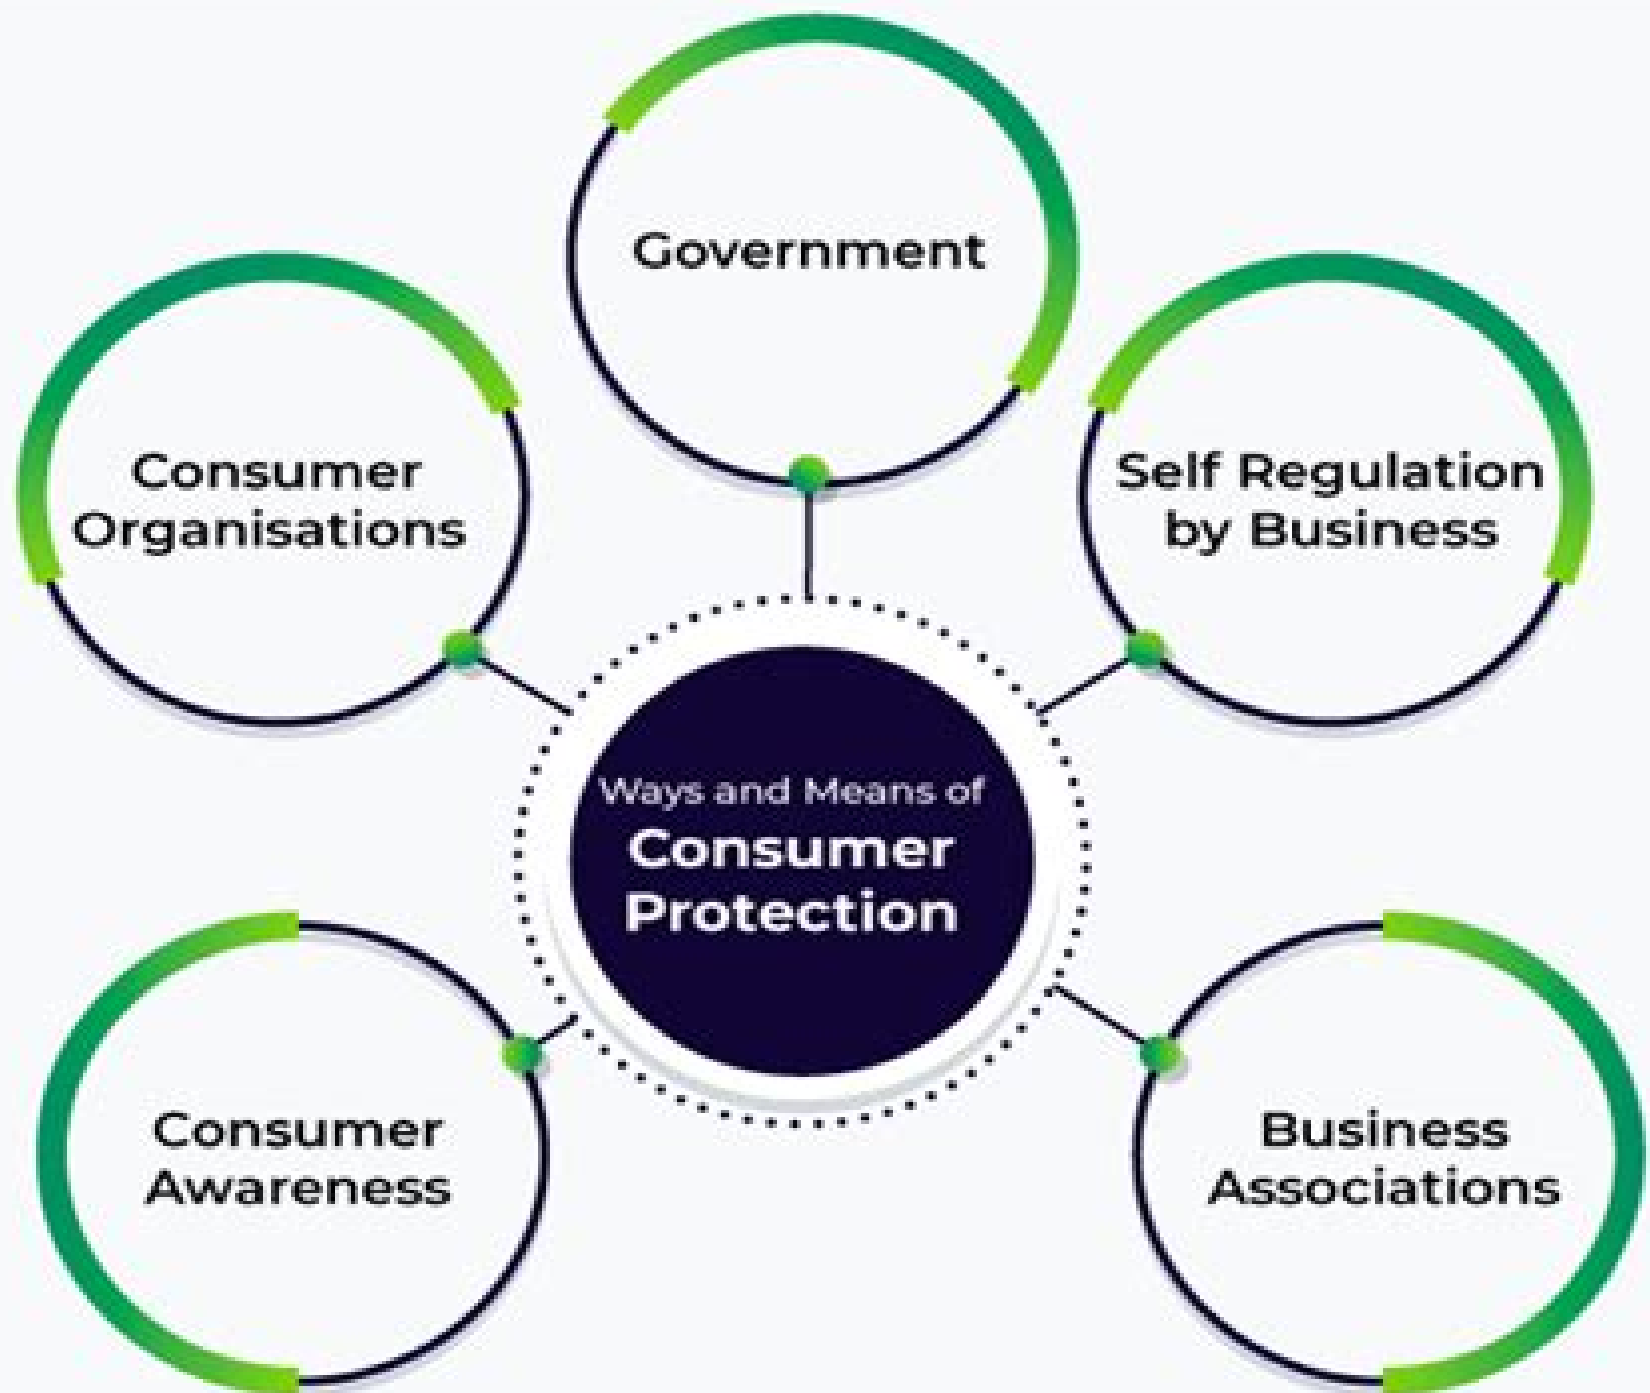 Government
Consumer
Organisations
Self Regulation
by Business
Ways and Means of
Consumer
Protection
Consumer
Awareness
Business
Associations